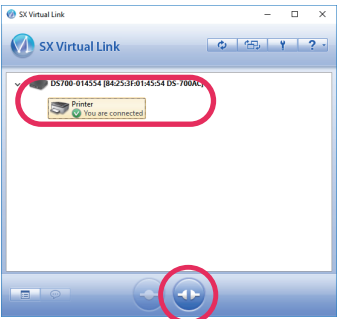 SX Virtual Link
SX Virtual Link
?
DS700-014554 [84:25:3F:01:45:54 DS-700AC]
Printer
You are connected